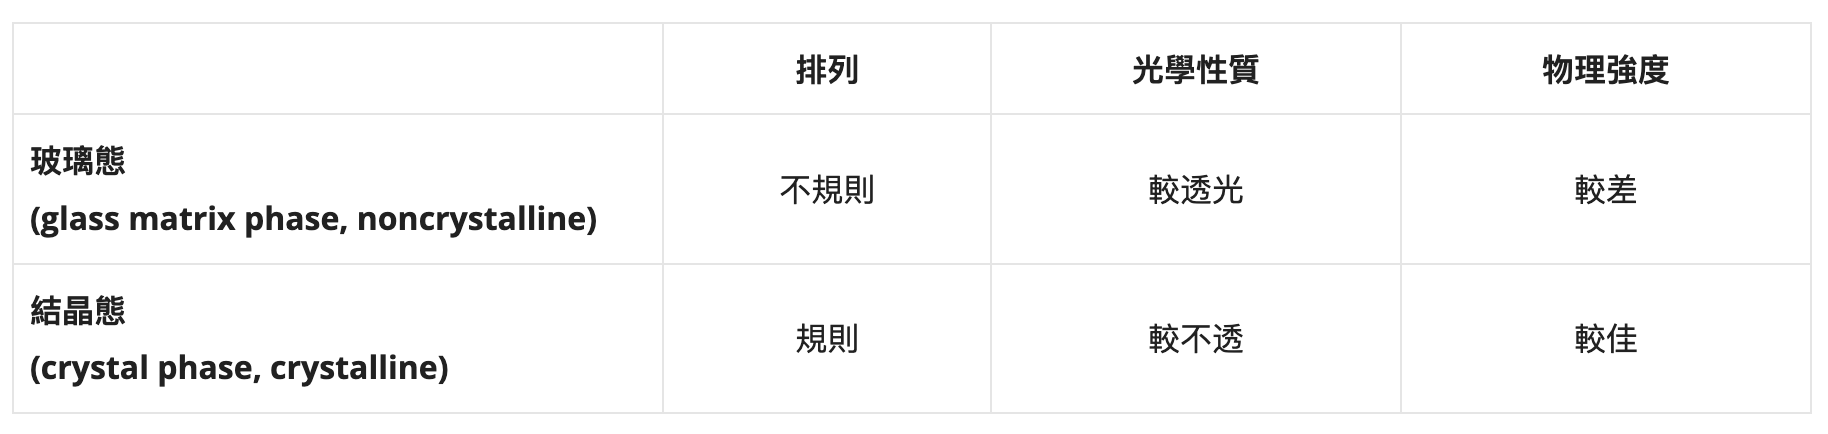 排列 光學性質 物理強度
玻璃態
(glass matrix phase, noncrystalline)
不規則 較透光 較差
結晶態
(crystal phase, crystalline)
規則 較不透 較佳